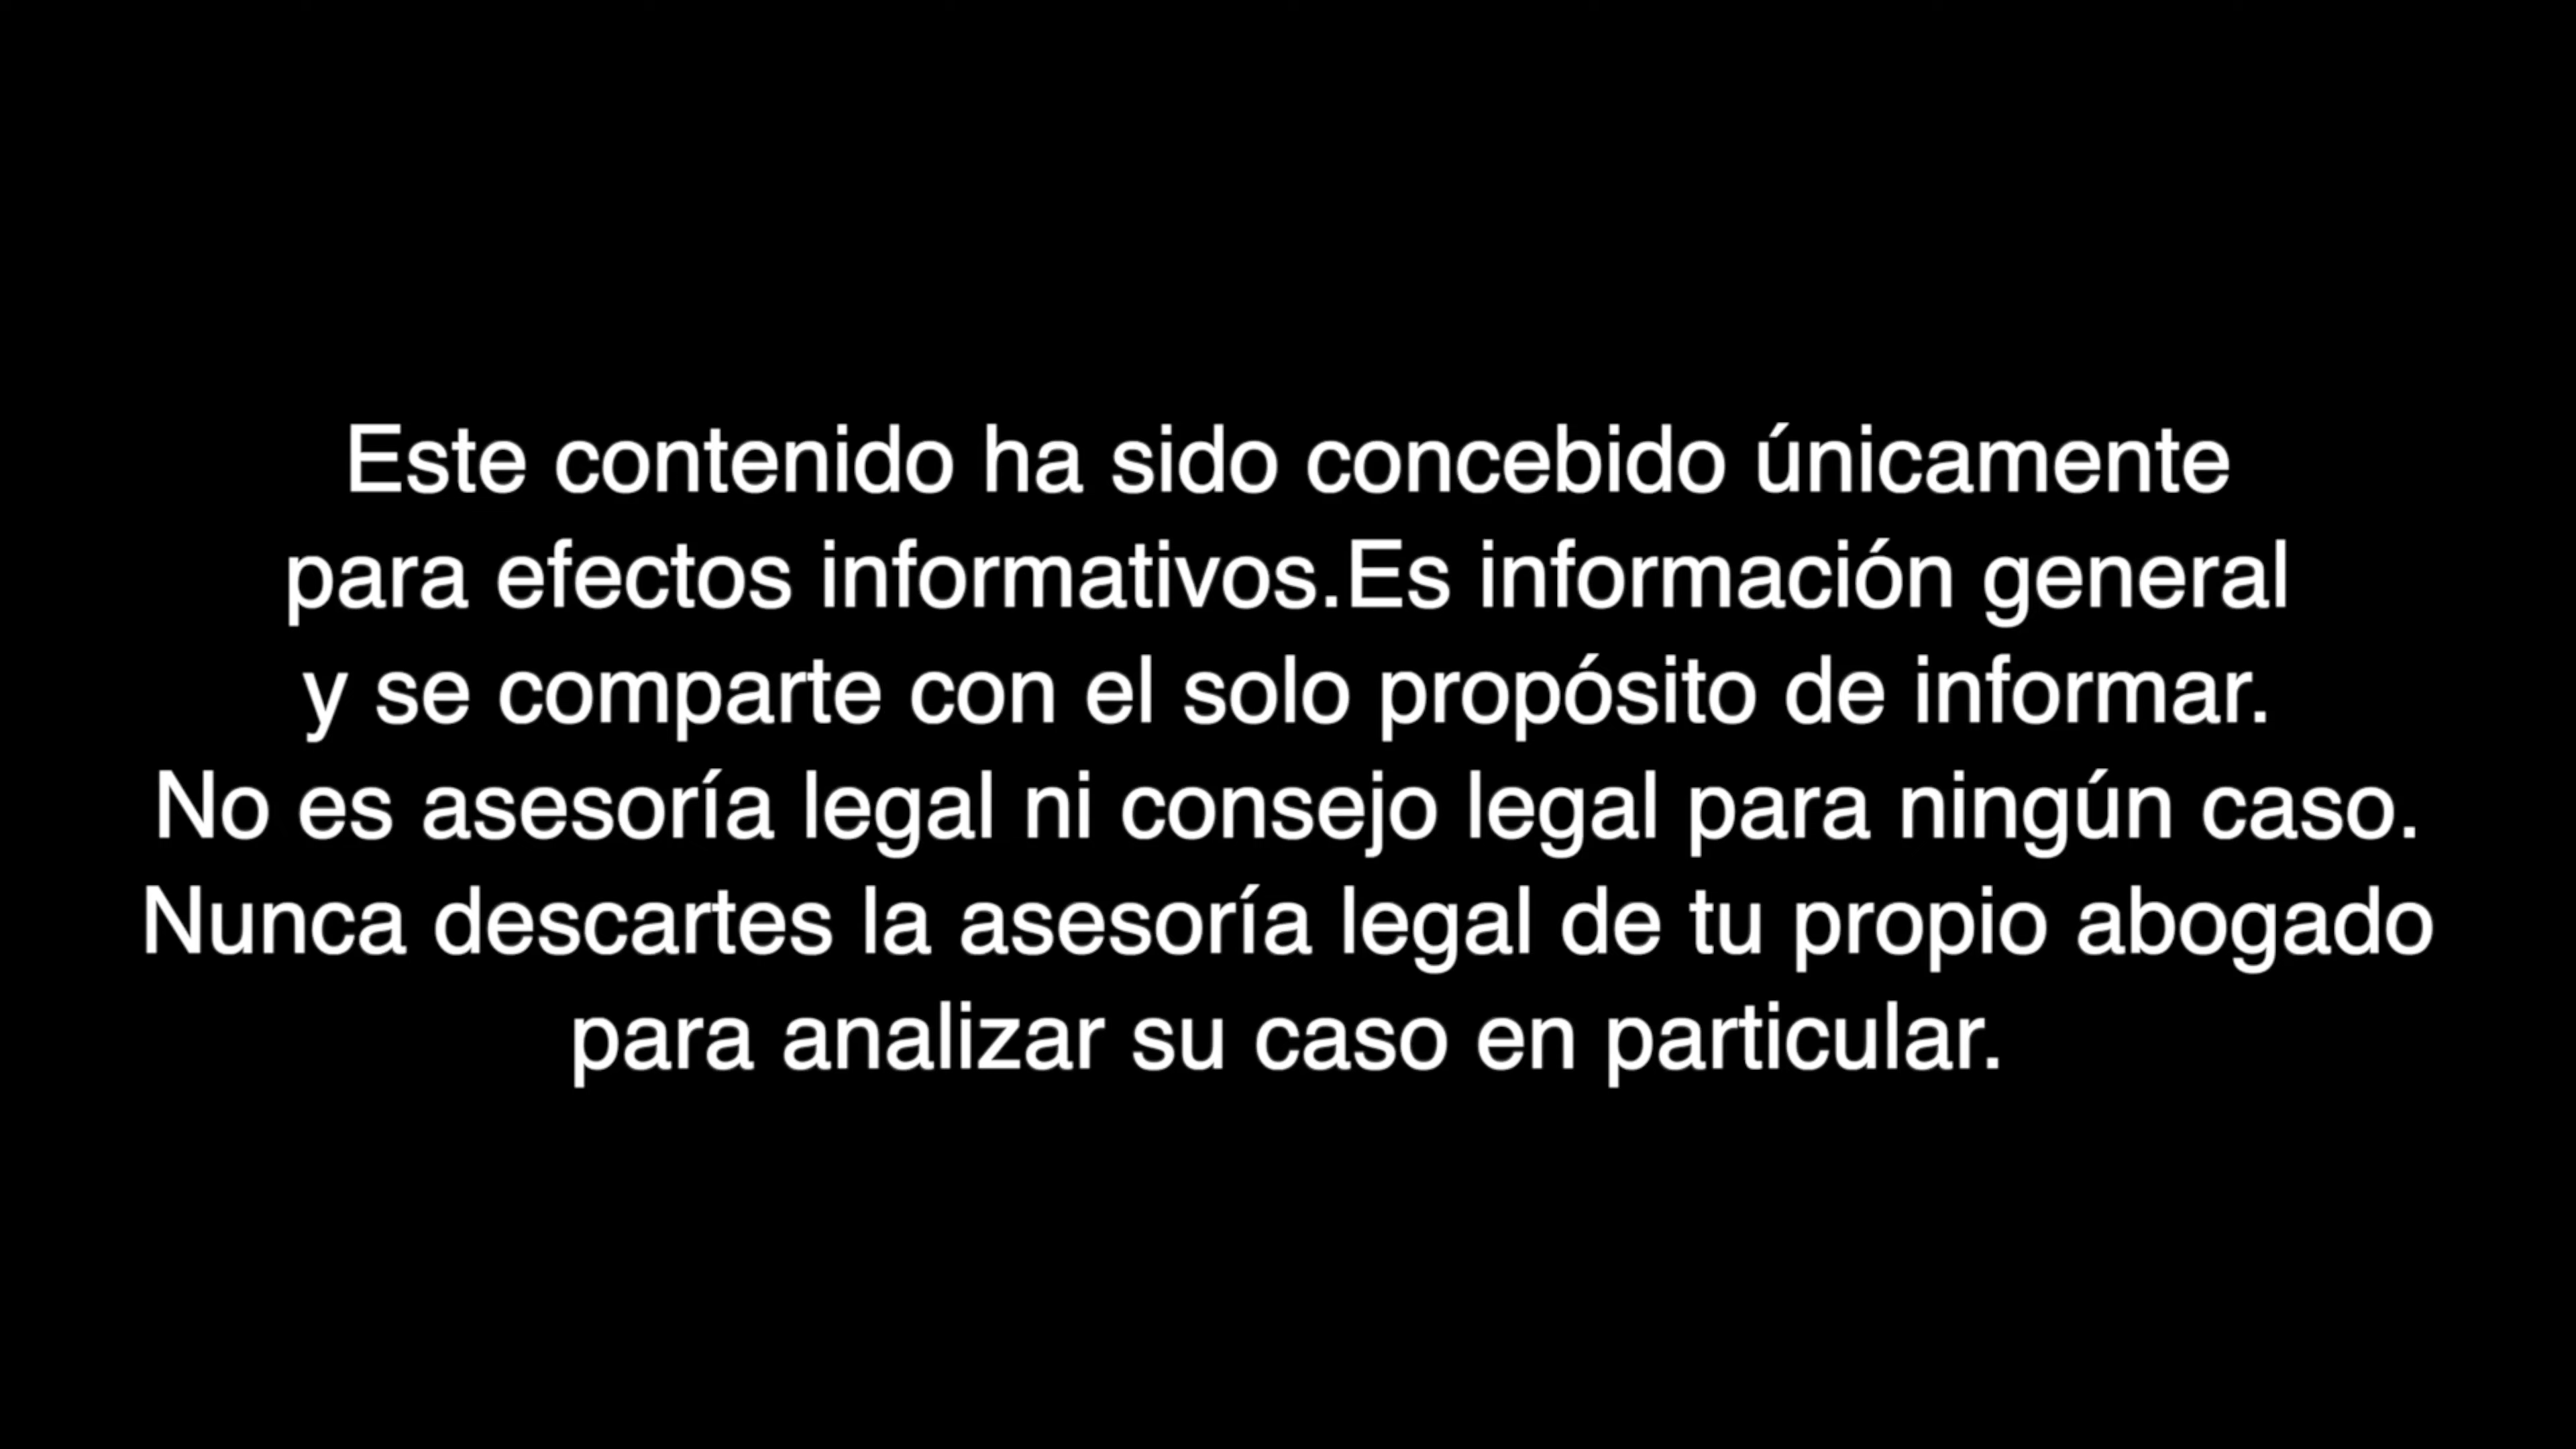 Este contenido ha sido concebido únicamente
para efectos informativos.Es información general
y se comparte con el solo propósito de informar.
No es asesoría legal ni consejo legal para ningún caso.
Nunca descartes la asesoría legal de tu propio abogado
para analizar su caso en particular.